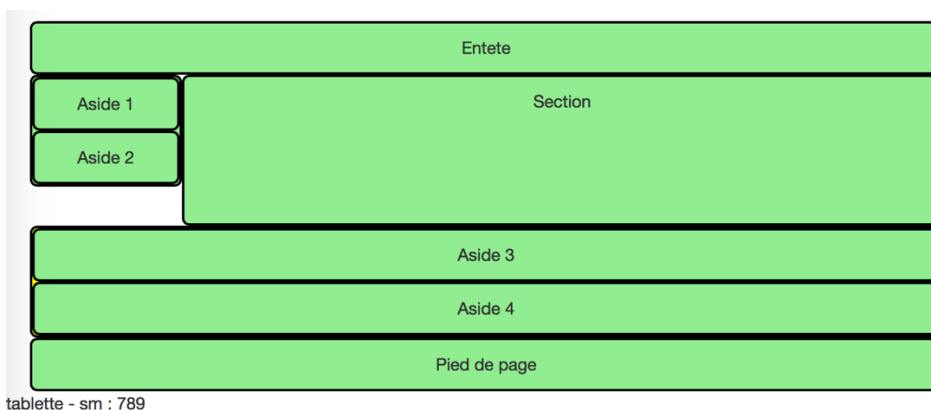 Entete
Aside 1
Section
Aside 2
Aside 3
Aside 4
Pied de page
tablette - sm : 789